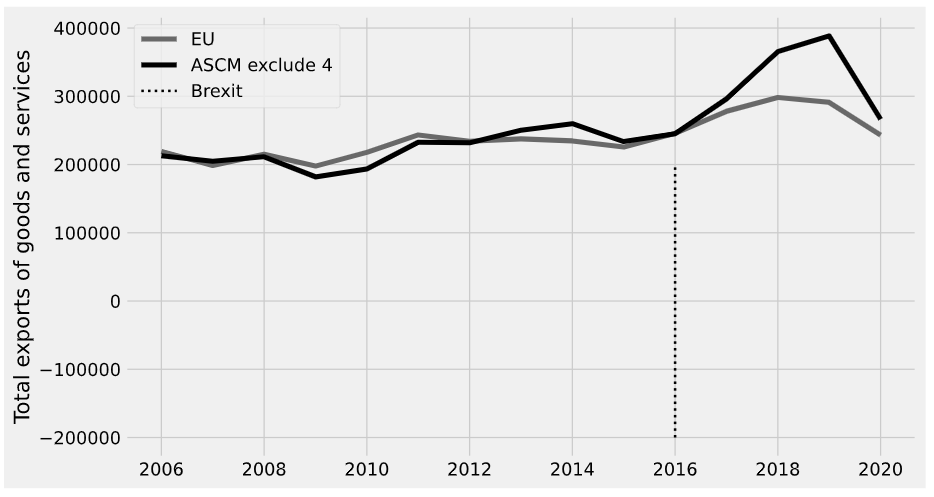 Total exports of goods and services
400000
300000
200000
100000
0
−100000
−200000
EU
ASCM exclude 4
Brexit
2006 2008 2010 2012 2014 2016 2018 2020